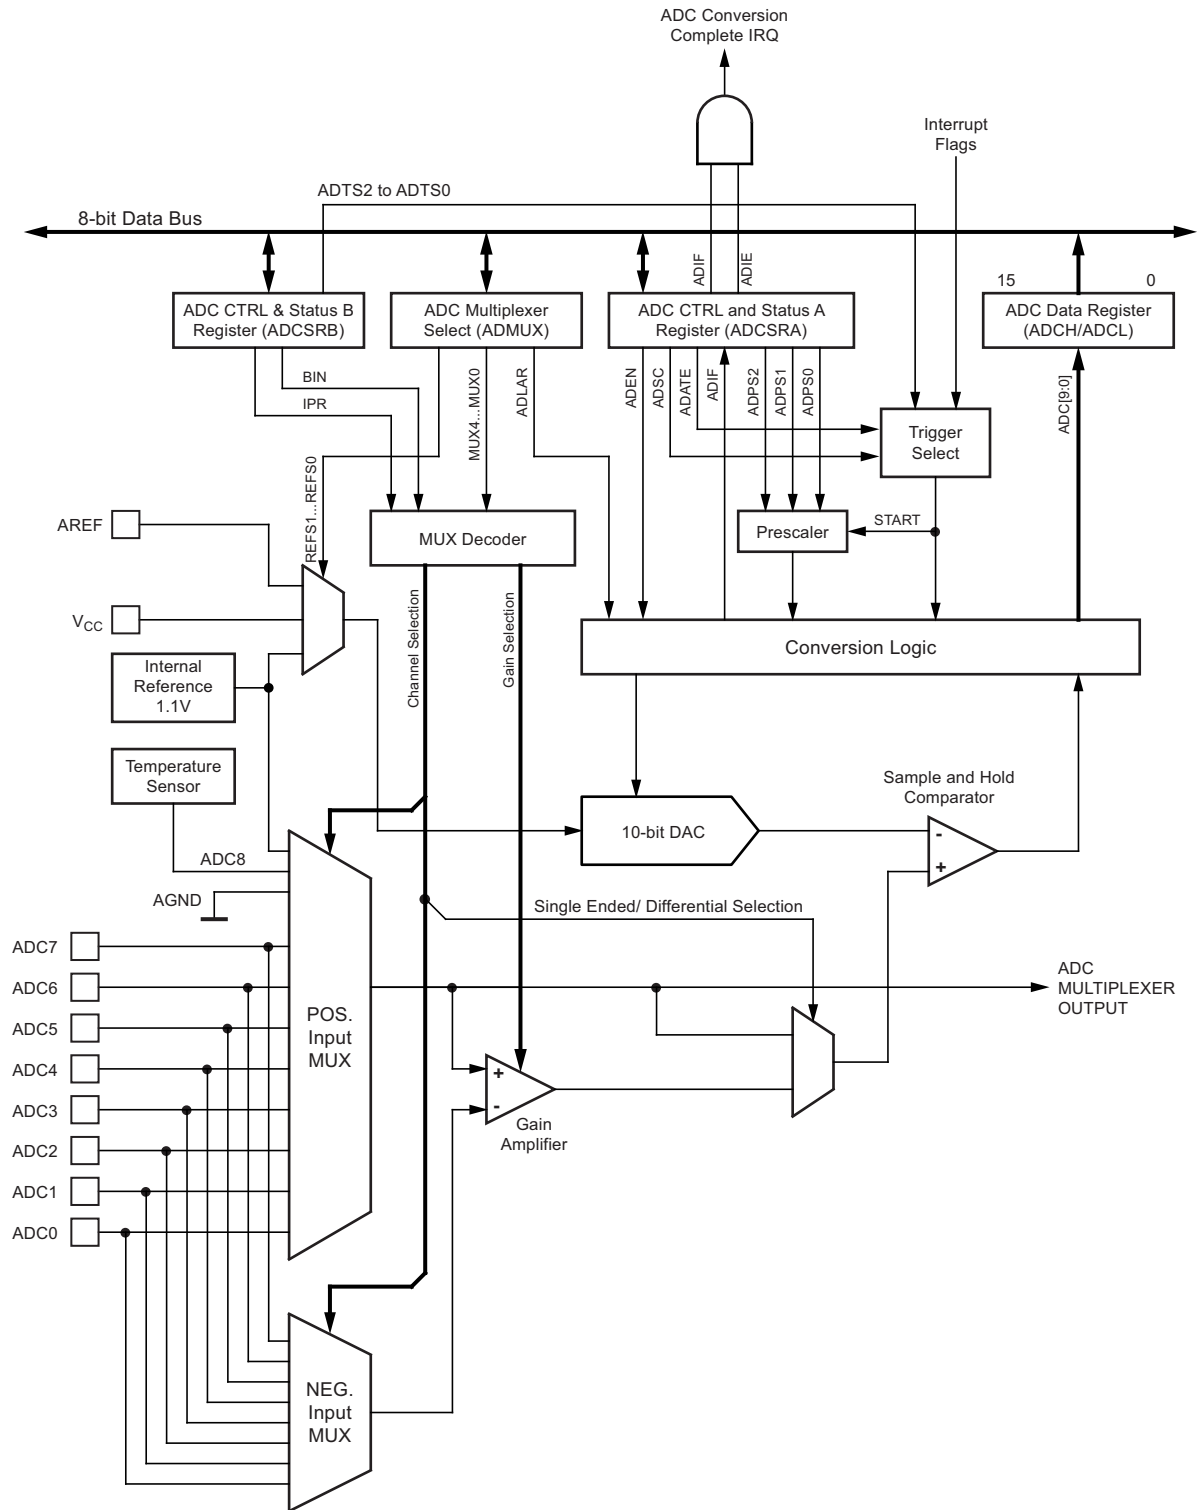 ADC Conversion
Complete IRQ
Interrupt
Flags
ADTS2 to ADTS0
8-bit Data Bus
ADIF
ADIE
15
0
ADC CTRL & Status B
Register (ADCSRB)
ADC Multiplexer
Select (ADMUX)
ADC CTRL and Status A
Register (ADCSRA)
ADC Data Register
(ADCH/ADCL)
BIN
IPR
REFS1...REFS0
MUX4...MUX0
ADLAR
ADEN
ADSC
ADATE
ADIF
ADPS2
ADPS1
ADPS0
ADC[9:0]
Trigger
Select
AREF
MUX Decoder
Prescaler
START
VCC
Channel Selection
Gain Selection
Conversion Logic
Internal
Reference
1.1V
Temperature
Sensor
Sample and Hold
Comparator
10-bit DAC
-
+
ADC8
AGND
Single Ended/ Differential Selection
ADC7
ADC6
ADC5
ADC4
ADC3
ADC2
ADC1
ADC0
POS.
Input
MUX
ADC
MULTIPLEXER
OUTPUT
+
-
Gain
Amplifier
NEG.
Input
MUX